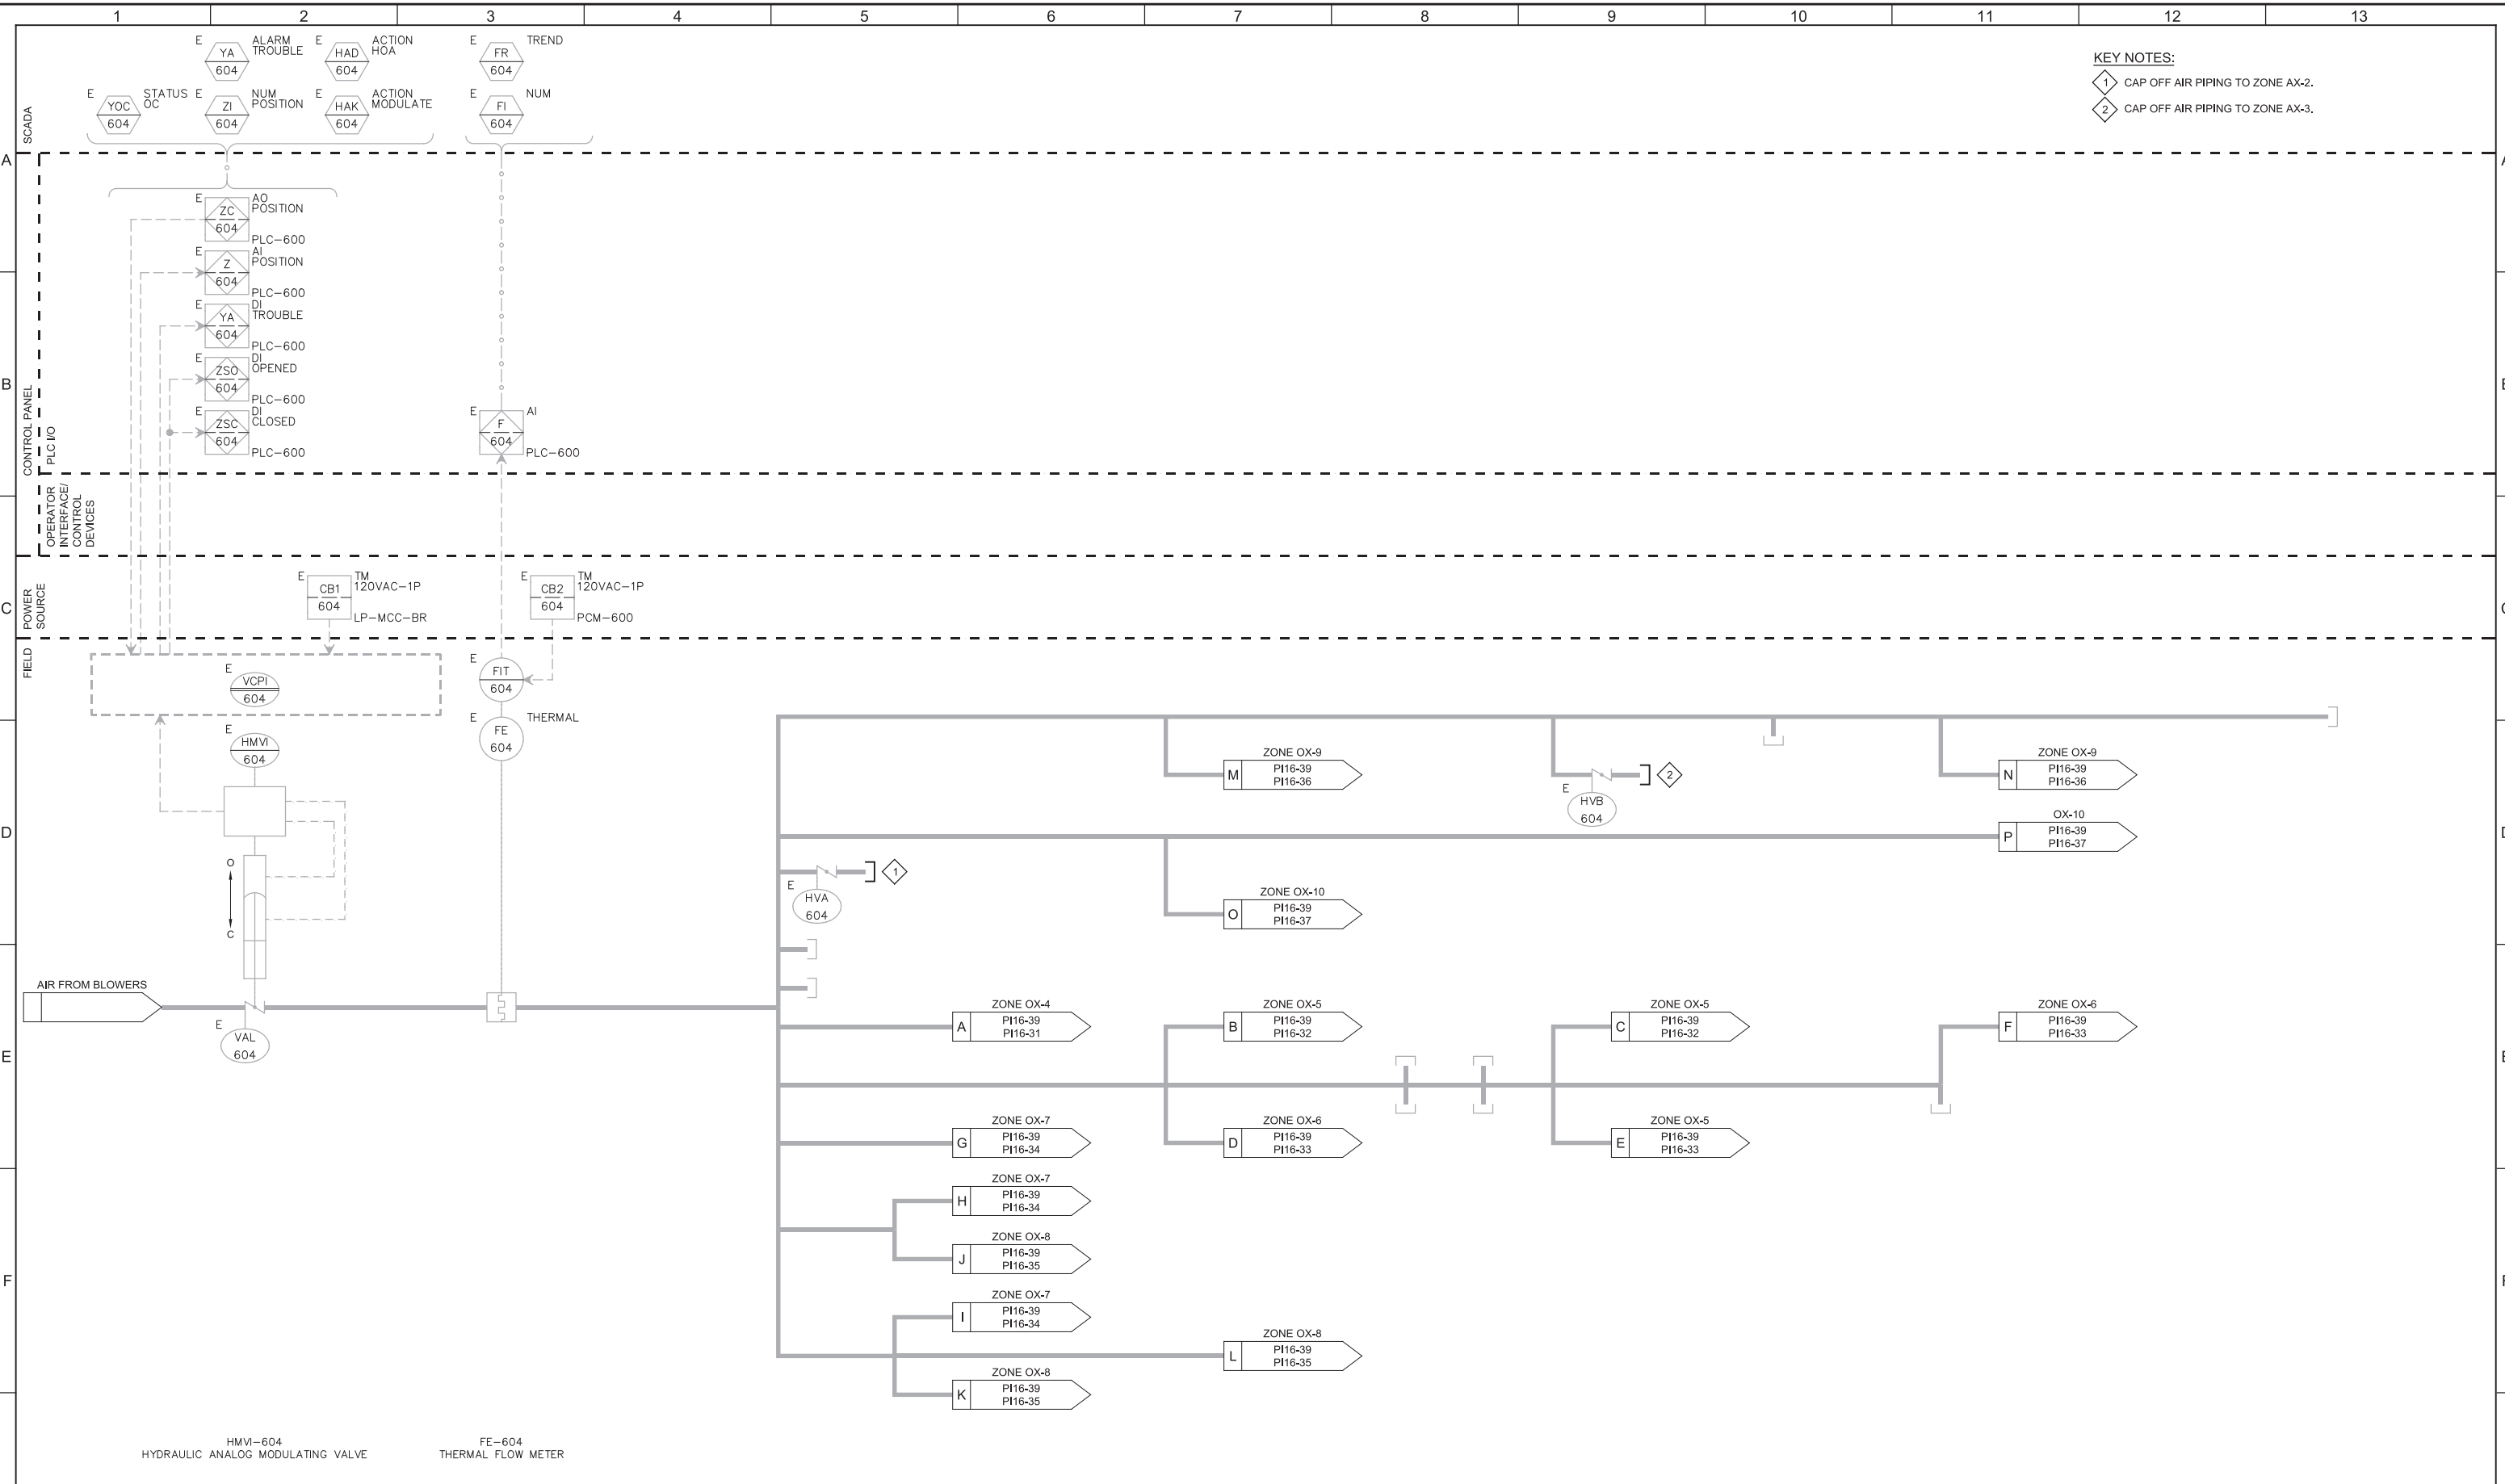 1 2 3 4 5 6 7 8 9 10 11 12 13
SCADA
E YA 604 ALARM TROUBLE
E HAD 604 ACTION HOA
E FR 604 TREND
E YOC 604 STATUS OC
E ZI 604 NUM POSITION
E HAK 604 ACTION MODULATE
E FI 604 NUM
KEY NOTES:
1 CAP OFF AIR PIPING TO ZONE AX-2.
2 CAP OFF AIR PIPING TO ZONE AX-3.
A
B
C
D
E
F
CONTROL PANEL
PLC I/O
E ZC 604 AO POSITION PLC-600
E Z 604 AI POSITION PLC-600
E YA 604 DI TROUBLE PLC-600
E ZSO 604 DI OPENED PLC-600
E ZSC 604 DI CLOSED PLC-600
E F 604 AI PLC-600
OPERATOR
INTERFACE/
CONTROL
DEVICES
POWER
SOURCE
E CB1 604 TM 120VAC-1P LP-MCC-BR
E CB2 604 TM 120VAC-1P PCM-600
FIELD
E VCPI 604
E FIT 604
E HMVI 604
E FE 604 THERMAL
O
C
AIR FROM BLOWERS
E VAL 604
ZONE OX-9
M PI16-39
PI16-36
E HVB 604
2
ZONE OX-9
N PI16-39
PI16-36
OX-10
P PI16-39
PI16-37
E HVA 604
1
ZONE OX-10
O PI16-39
PI16-37
ZONE OX-4
A PI16-39
PI16-31
ZONE OX-5
B PI16-39
PI16-32
ZONE OX-5
C PI16-39
PI16-32
ZONE OX-6
F PI16-39
PI16-33
ZONE OX-7
G PI16-39
PI16-34
ZONE OX-6
D PI16-39
PI16-33
ZONE OX-5
E PI16-39
PI16-33
ZONE OX-7
H PI16-39
PI16-34
ZONE OX-8
J PI16-39
PI16-35
ZONE OX-7
I PI16-39
PI16-34
ZONE OX-8
L PI16-39
PI16-35
ZONE OX-8
K PI16-39
PI16-35
HMVI-604
HYDRAULIC ANALOG MODULATING VALVE
FE-604
THERMAL FLOW METER